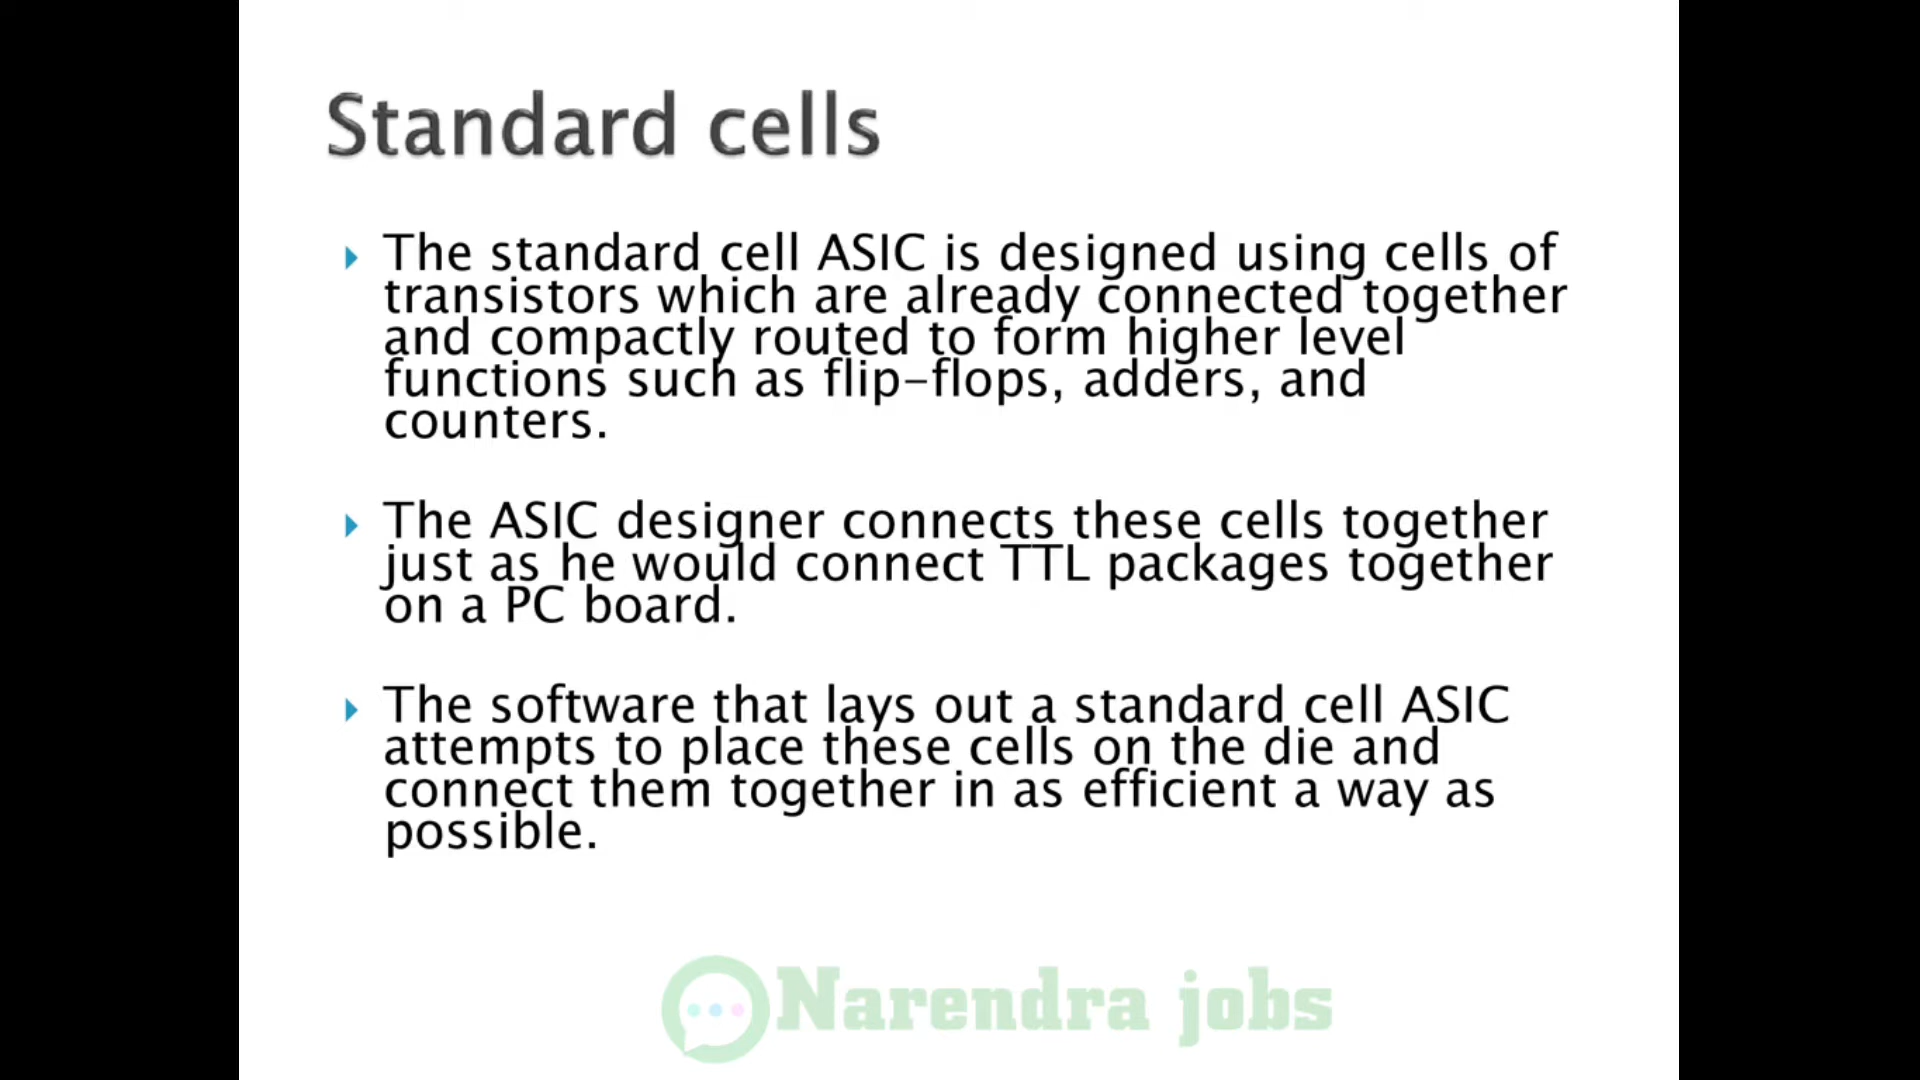 Standard cells
The standard cell ASIC is designed using cells of
transistors which are already connected together
and compactly routed to form higher level
functions such as flip-flops, adders, and
counters.
The ASIC designer connects these cells together
just as he would connect TTL packages together
on a PC board.
The software that lays out a standard cell ASIC
attempts to place these cells on the die and
connect them together in as efficient a way as
possible.
Narendra jobs